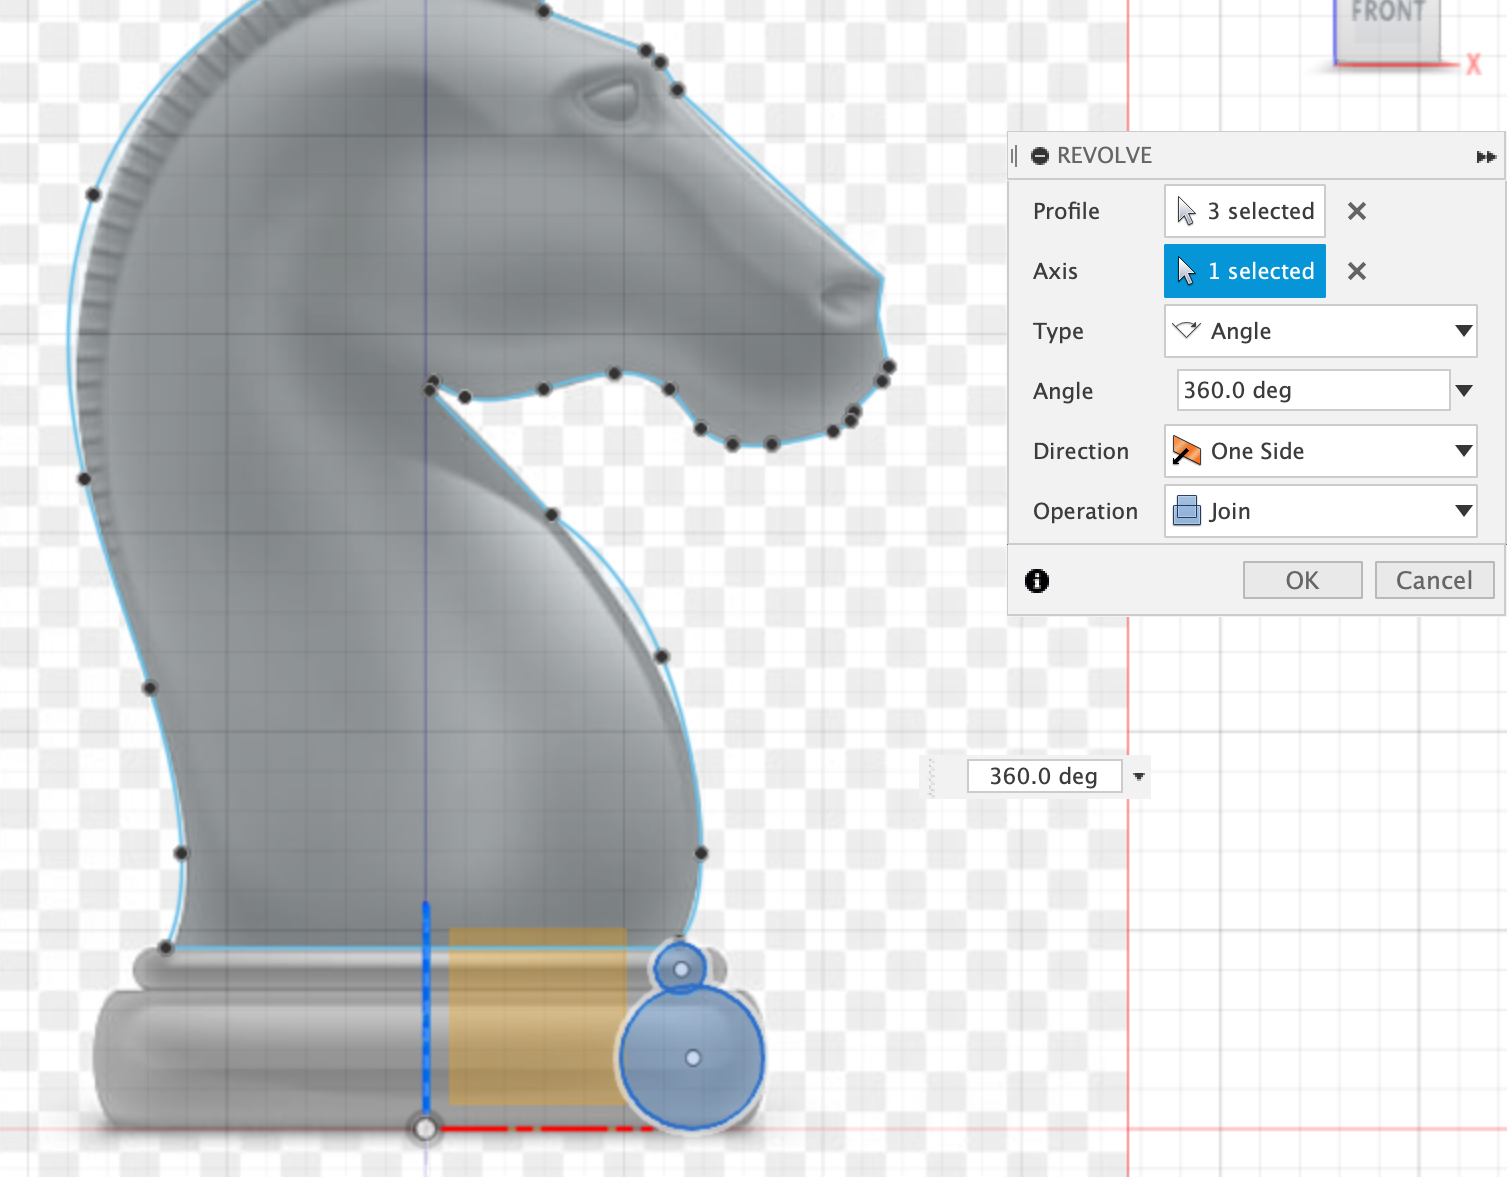 FRONT
X
REVOLVE
Profile 3 selected
Axis 1 selected
Type Angle
Angle 360.0 deg
Direction One Side
Operation Join
OK Cancel
360.0 deg